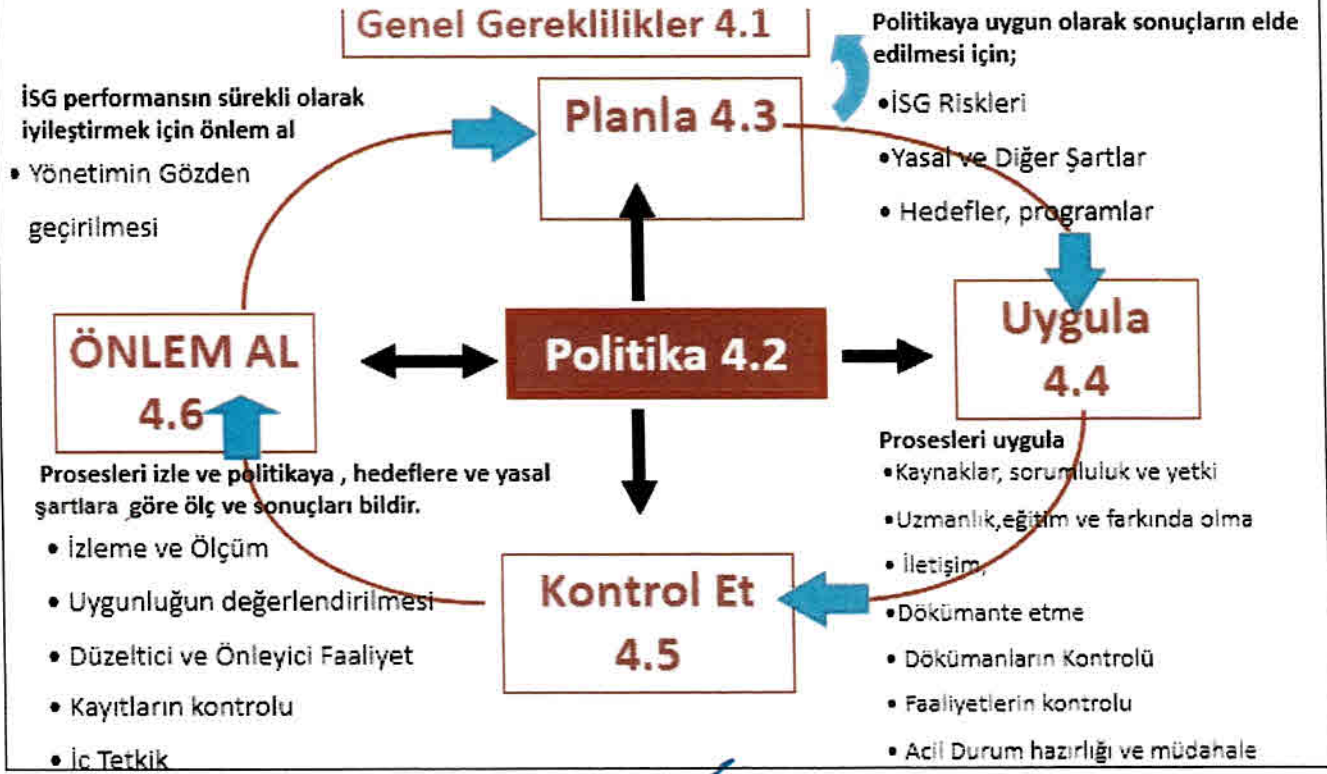 Genel Gereklilikler 4.1
Politikaya uygun olarak sonuçların elde
edilmesi için;
•İSG Riskleri
•Yasal ve Diğer Şartlar
• Hedefler, programlar
İSG performansın sürekli olarak
iyileştirmek için önlem al
• Yönetimin Gözden
geçirilmesi
Planla 4.3
ÖNLEM AL
4.6
Politika 4.2
Uygula
4.4
Prosesleri uygula
•Kaynaklar, sorumluluk ve yetki
•Uzmanlık,eğitim ve farkında olma
• İletişim,
•Dökümante etme
• Dökümanların Kontrolü
• Faaliyetlerin kontrolu
• Acil Durum hazırlığı ve müdahale
Prosesleri izle ve politikaya , hedeflere ve yasal
şartlara göre ölç ve sonuçları bildir.
• İzleme ve Ölçüm
• Uygunluğun değerlendirilmesi
• Düzeltici ve Önleyici Faaliyet
• Kayıtların kontrolu
• İç Tetkik
Kontrol Et
4.5